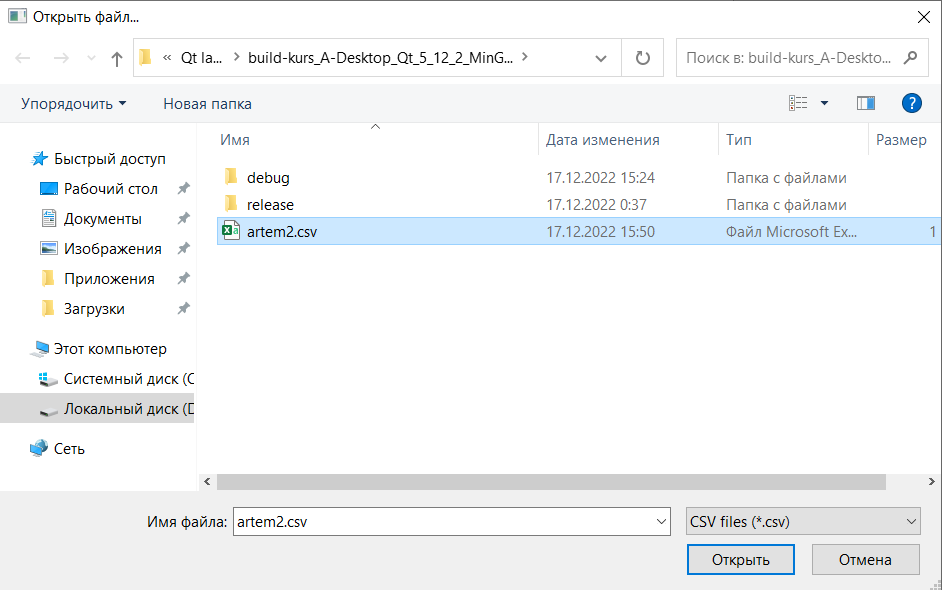 Открыть файл...
« Qt la... > build-kurs_A-Desktop_Qt_5_12_2_MinG... >
Поиск в: build-kurs_A-Deskto...
Упорядочить
Новая папка
?
Имя
Дата изменения
Тип
Размер
Быстрый доступ
Рабочий стол
Документы
Изображения
Приложения
Загрузки
Этот компьютер
Системный диск (C
Локальный диск (D
Сеть
debug 17.12.2022 15:24 Папка с файлами
release 17.12.2022 0:37 Папка с файлами
artem2.csv 17.12.2022 15:50 Файл Microsoft Ex... 1
Имя файла: artem2.csv
CSV files (*.csv)
Открыть
Отмена